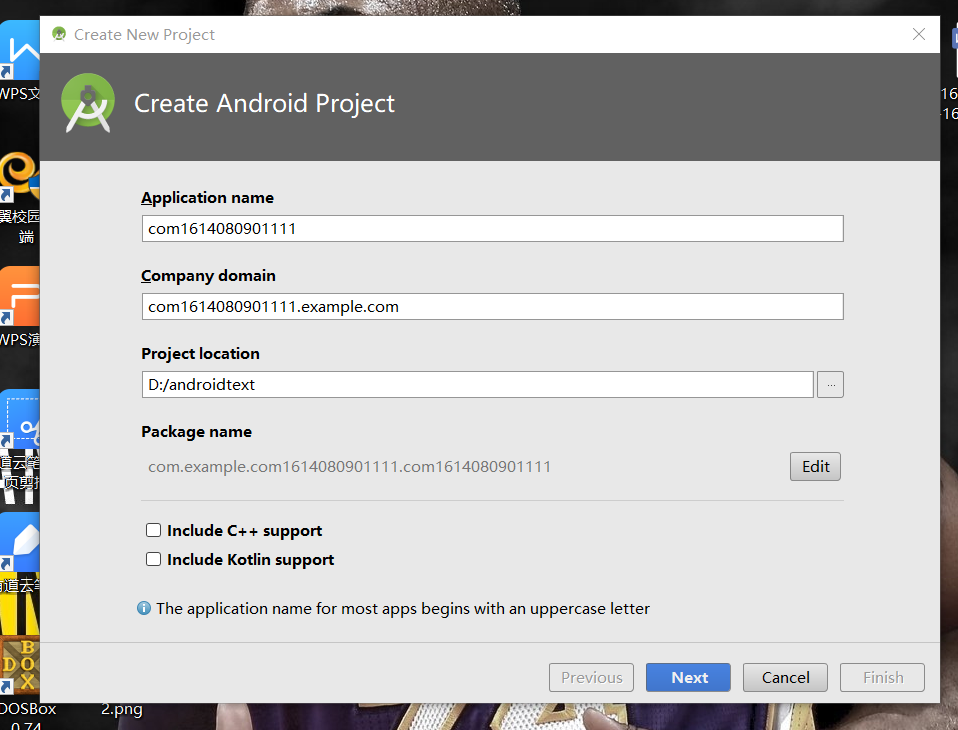 Create New Project
Create Android Project
Application name
com1614080901111
Company domain
com1614080901111.example.com
Project location
D:/androidtext
...
Package name
com.example.com1614080901111.com1614080901111
Edit
Include C++ support
Include Kotlin support
The application name for most apps begins with an uppercase letter
Previous
Next
Cancel
Finish
WPS文
翼校园
端
WPS演
道云笔
页剪
道云笔
BOX
DOS
DOSBox
0.74
2.png
16
-16